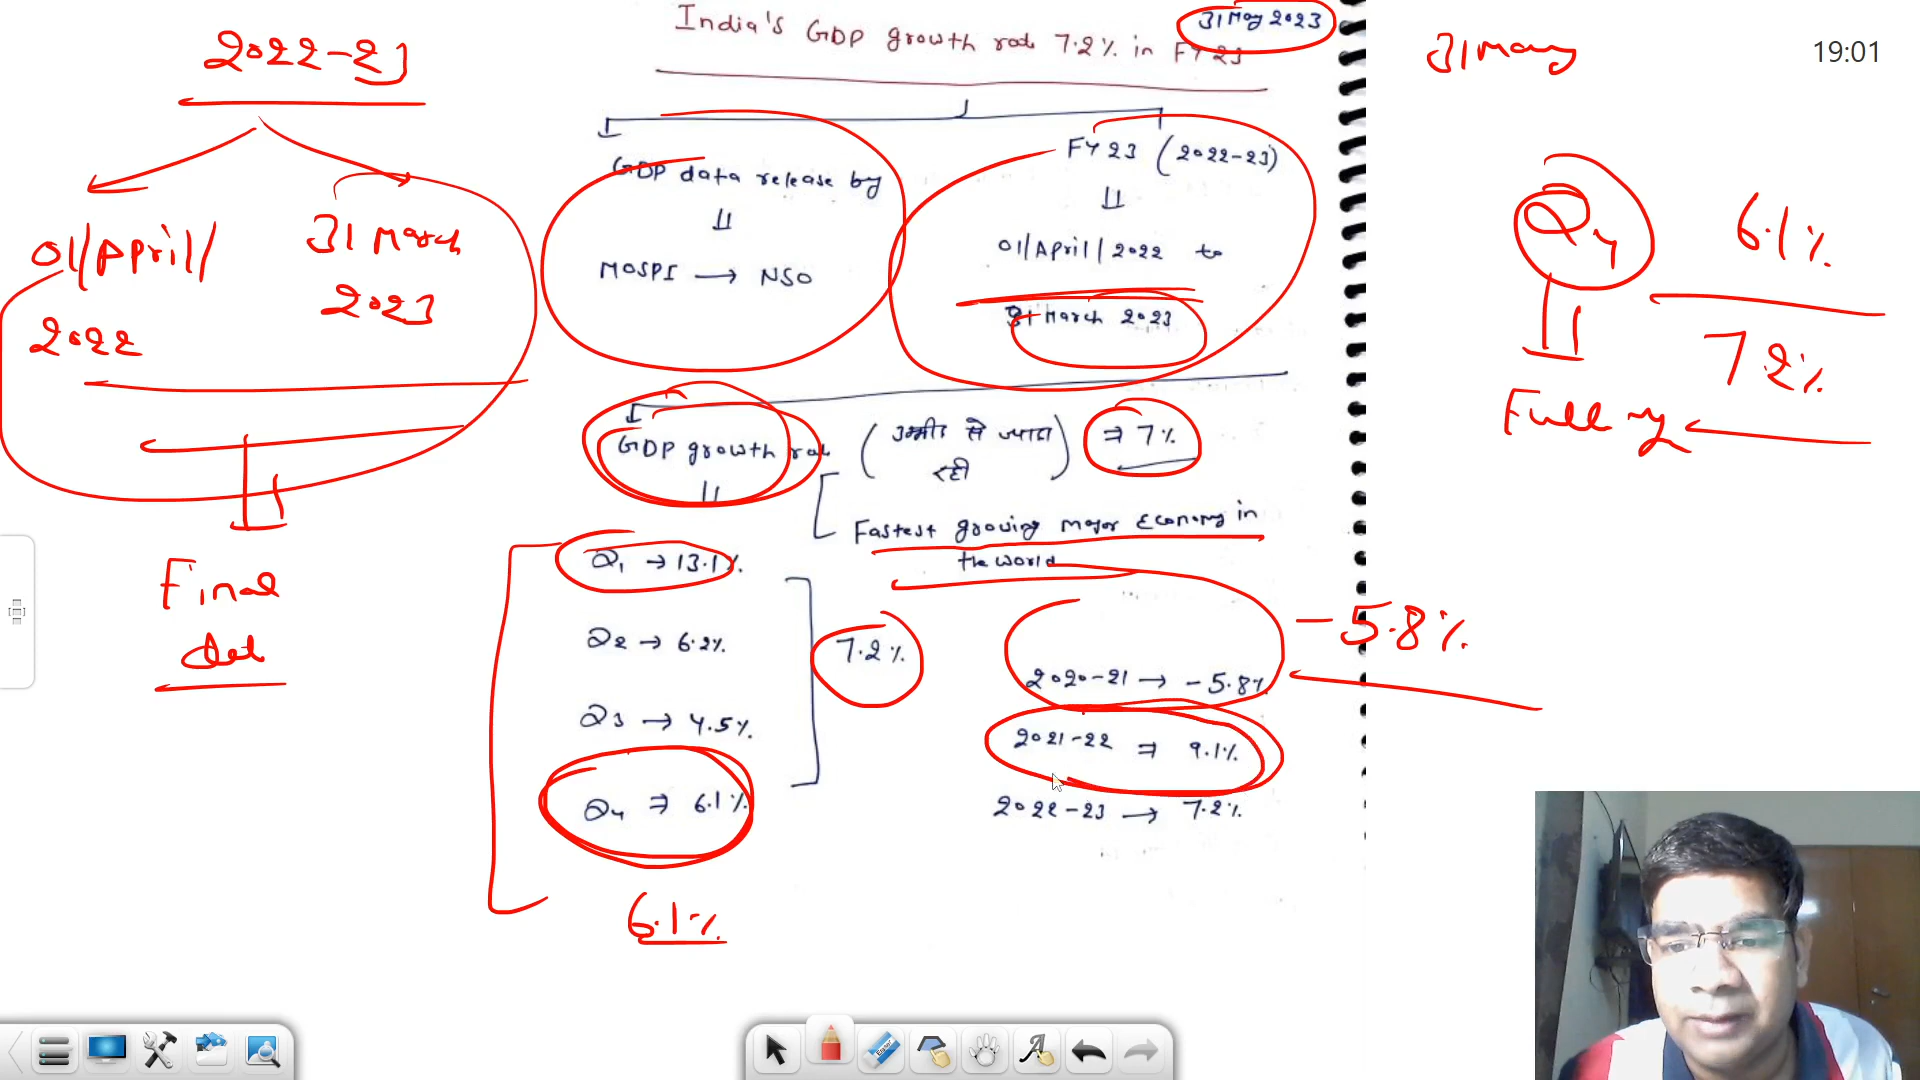 India's GDP growth rate 7.2% in FY23
31 May 2023
31 May
19:01
2022-23
01/April/
2022
31 March
2023
Final
GDP data release by
MOSPI → NSO
FY23 (2022-23)
01/April/2022 to
31 March 2023
Q4
6.1%
7.2%
Full
GDP growth rate
(उम्मीद से ज्यादा
रही)
⇒ 7%
Fastest growing major Economy in
the world
Q1 → 13.1%
Q2 → 6.2%
Q3 → 4.5%
Q4 ⇒ 6.1%
7.2%
6.1%
2020-21 → -5.8%
-5.8%
2021-22 ⇒ 9.1%
2022-23 → 7.2%